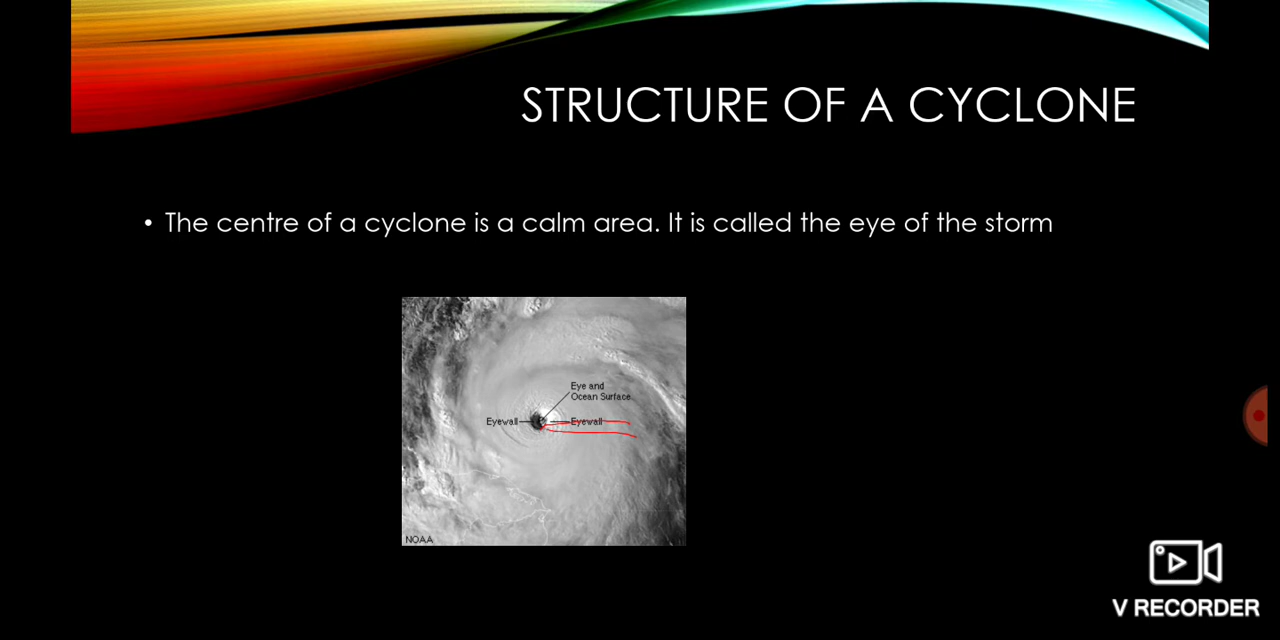 STRUCTURE OF A CYCLONE
• The centre of a cyclone is a calm area. It is called the eye of the storm
Eye and
Ocean Surface
Eyewall
Eyewall
NOAA
V RECORDER